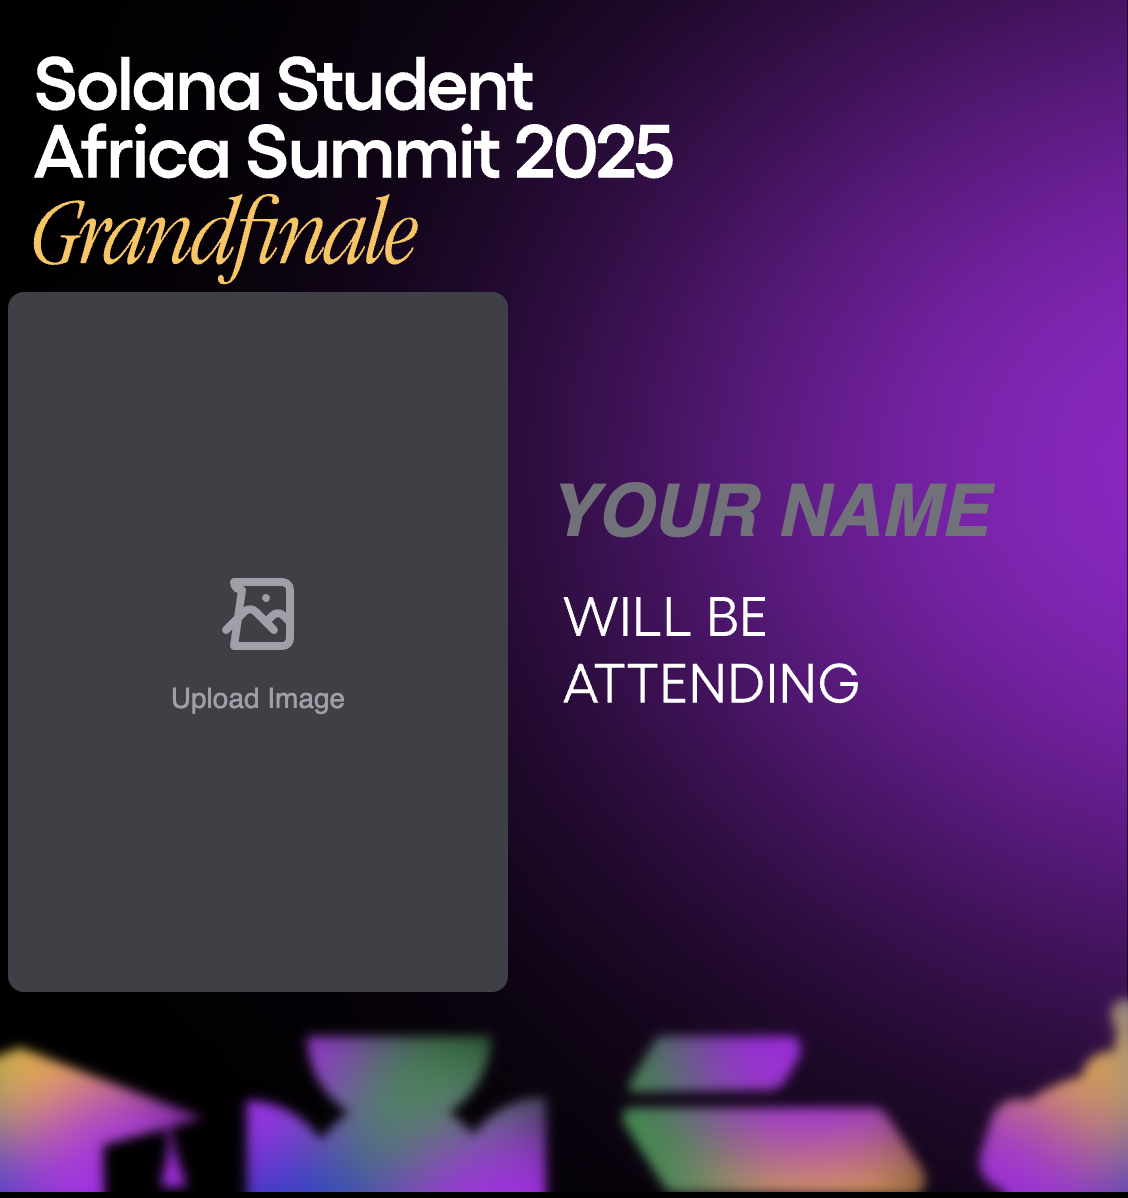 Solana Student
Africa Summit 2025
Grandfinale
Upload Image
YOUR NAME
WILL BE
ATTENDING